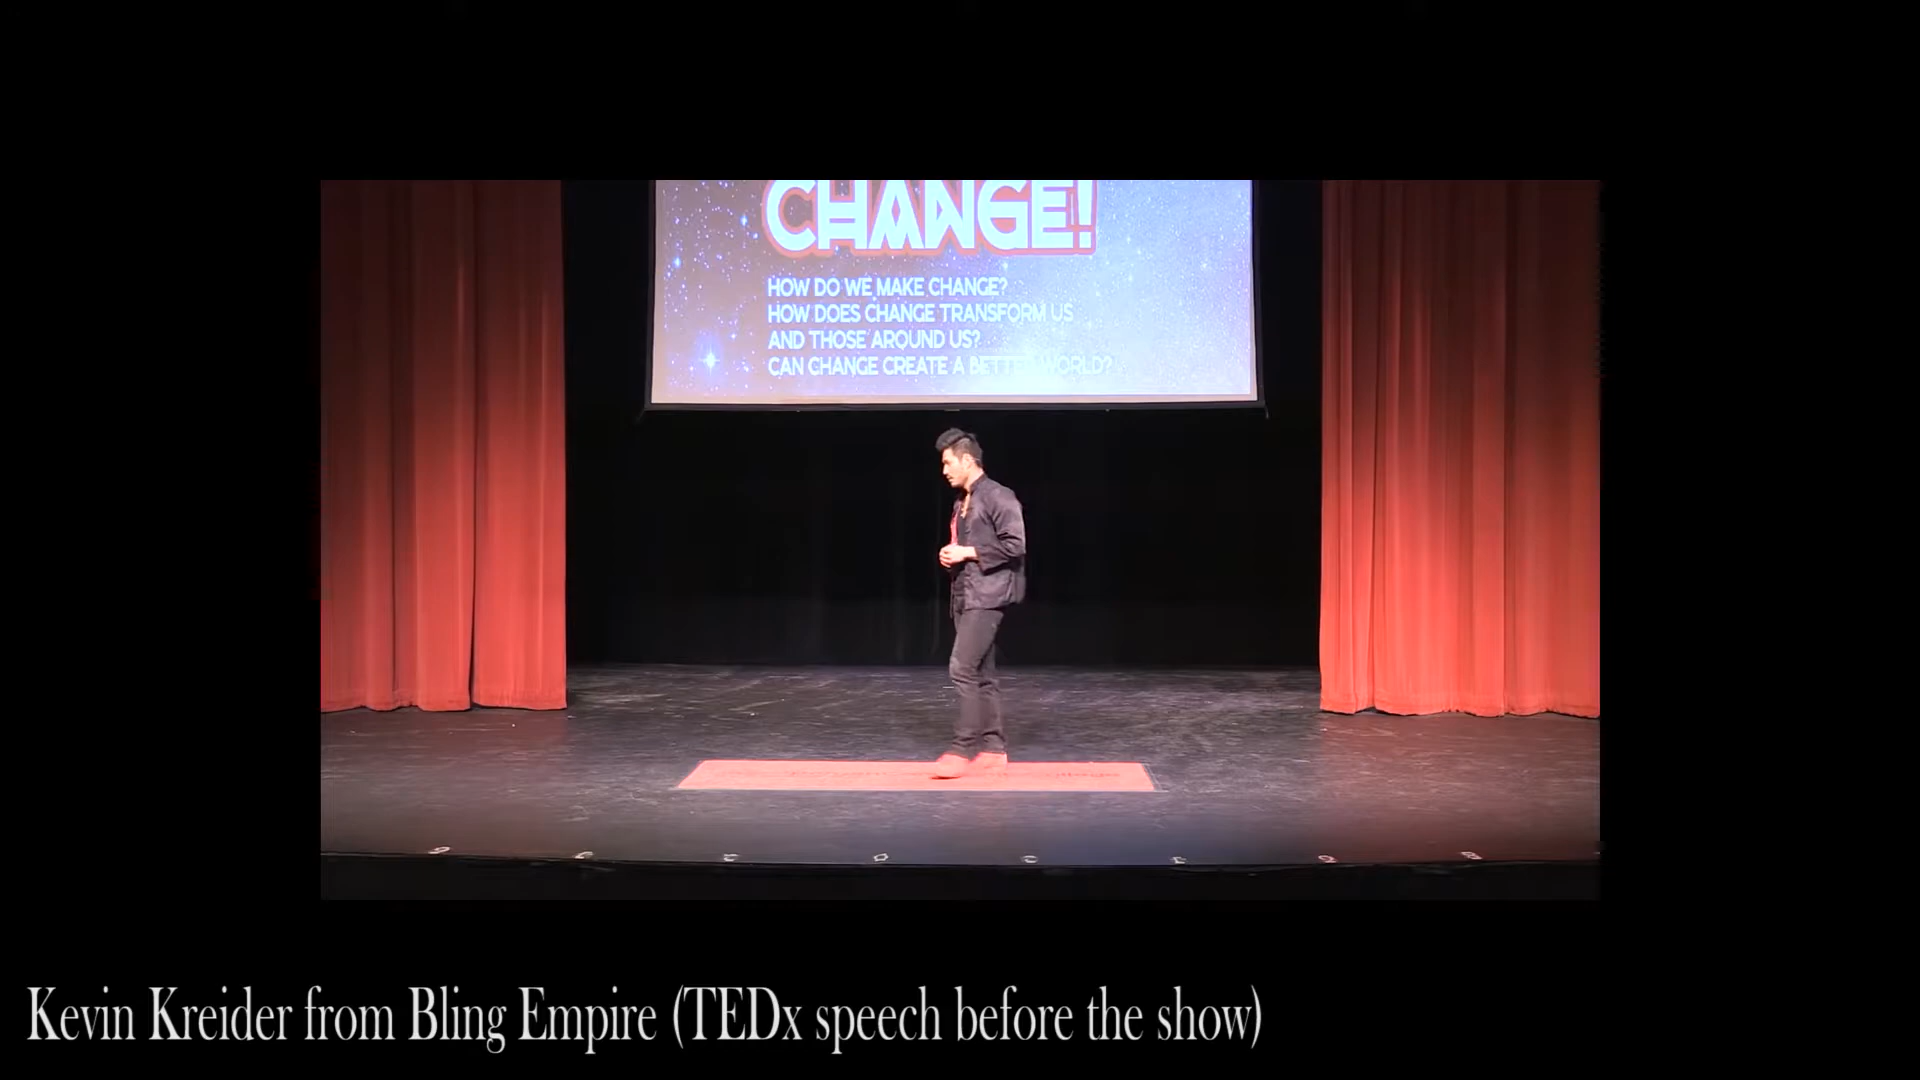 CHANGE!
HOW DO WE MAKE CHANGE?
HOW DOES CHANGE TRANSFORM US
AND THOSE AROUND US?
CAN CHANGE CREATE A BETTER WORLD?
Kevin Kreider from Bling Empire (TEDx speech before the show)